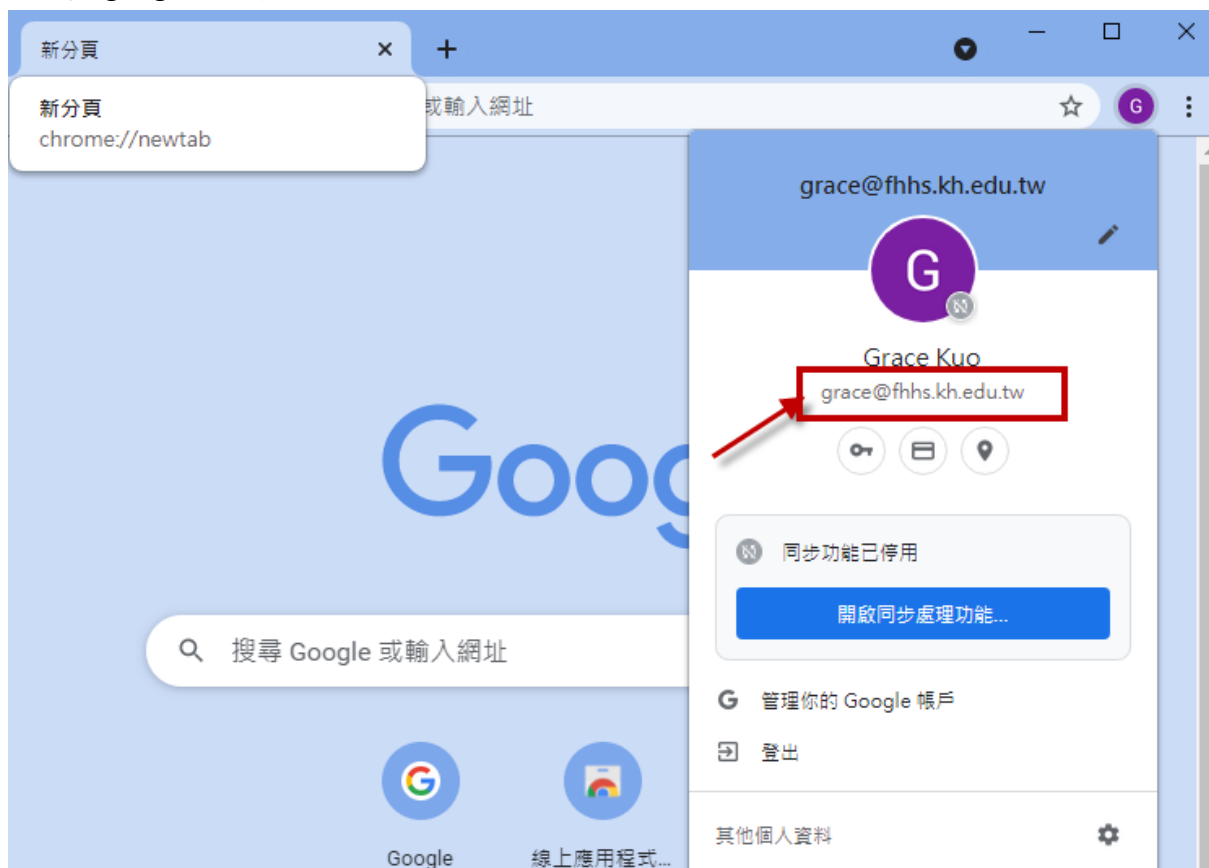 新分頁
新分頁
chrome://newtab
或輸入網址
G
grace@fhhs.kh.edu.tw
G
Grace Kuo
grace@fhhs.kh.edu.tw
Goog
同步功能已停用
開啟同步處理功能...
搜尋 Google 或輸入網址
G 管理你的 Google 帳戶
登出
G
其他個人資料
Google
線上應用程式...